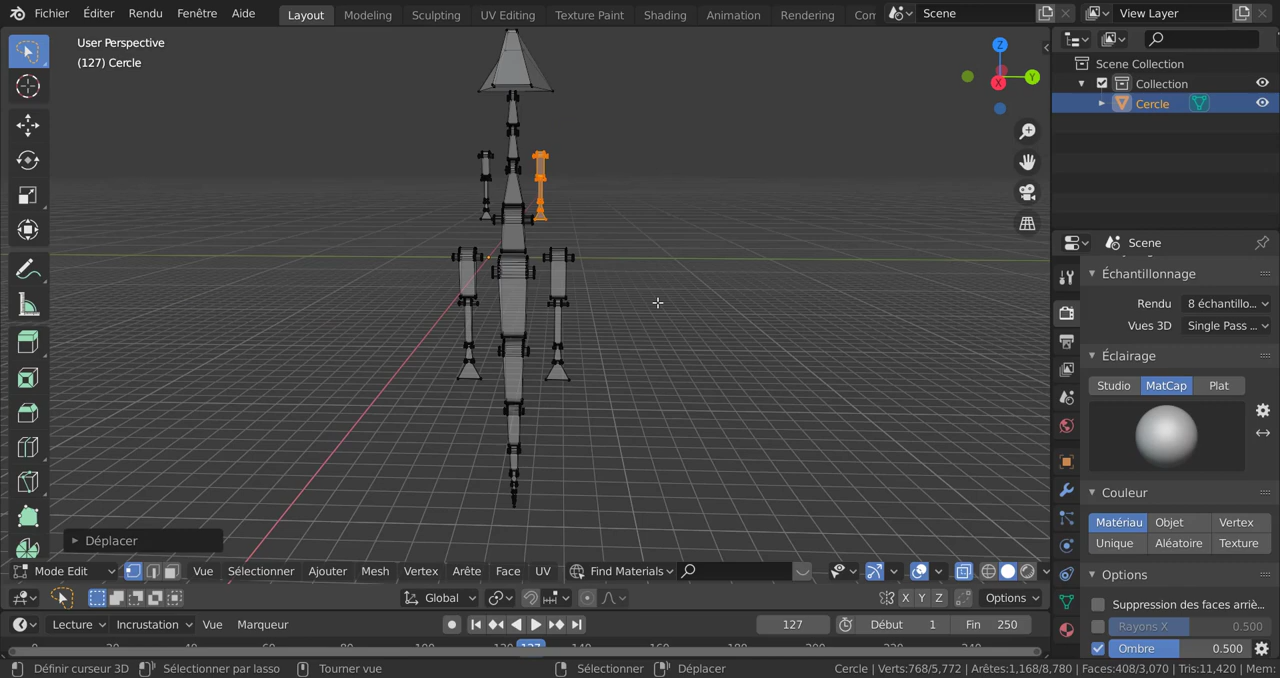 Fichier Éditer Rendu Fenêtre Aide Layout Modeling Sculpting UV Editing Texture Paint Shading Animation Rendering Com Scene View Layer
User Perspective
(127) Cercle
Z
Y
X
Scene Collection
Collection
Cercle
Scene
Échantillonnage
Rendu 8 échantillo...
Vues 3D Single Pass ...
Éclairage
Studio MatCap Plat
Couleur
Matériau Objet Vertex
Unique Aléatoire Texture
Options
Suppression des faces arriè...
Rayons X 0.500
Ombre 0.500
Déplacer
Mode Edit Vue Sélectionner Ajouter Mesh Vertex Arête Face UV Find Materials
Global X Y Z Options
Lecture Incrustation Vue Marqueur 127 Début 1 Fin 250
127
Définir curseur 3D Sélectionner par lasso Tourner vue Sélectionner Déplacer Cercle | Verts:768/5,772 | Arêtes:1,168/8,780 | Faces:408/3,070 | Tris:11,420 | Mem: